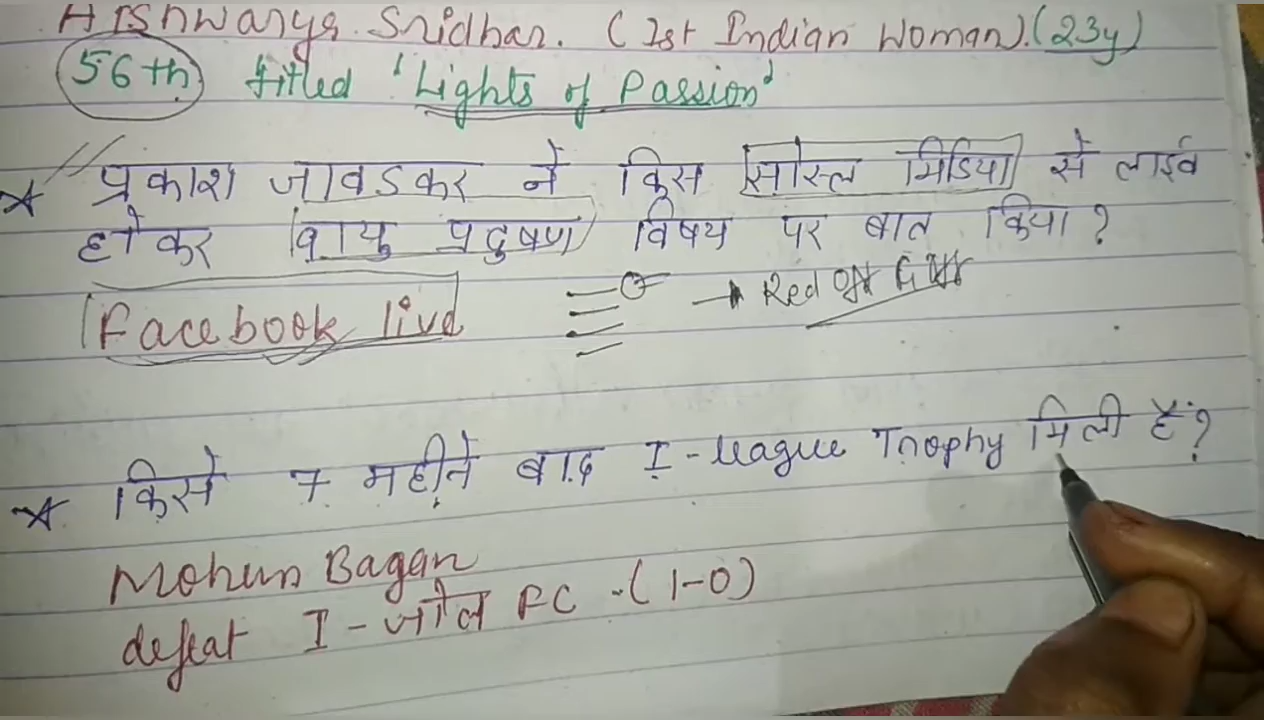 Aishwarya Sridhar. (1st Indian Woman).(23y)
56th titled 'Lights of Passion'
* प्रकाश जावडकर ने किस सोस्ल मिडिया से लाईव
होकर वायु प्रदुषण विषय पर बात किया?
Facebook live → Red
* किसे 7 महीने बाद I-league Trophy मिली है?
Mohun Bagan
defeat I-जोल FC -(1-0)